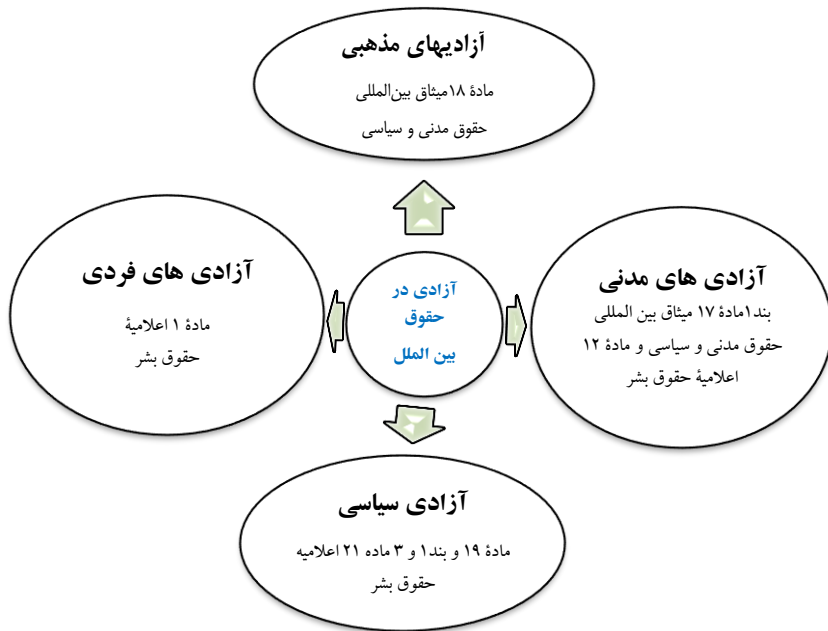 آزادیهای مذهبی
مادۀ ۱۸میثاق بین‌المللی
حقوق مدنی و سیاسی
آزادی های مدنی
بند۱مادۀ ۱۷ میثاق بین المللی
حقوق مدنی و سیاسی و مادۀ ۱۲
اعلامیۀ حقوق بشر
آزادی در
حقوق
بین الملل
آزادی های فردی
مادۀ ۱ اعلامیۀ
حقوق بشر
آزادی سیاسی
مادۀ ۱۹ و بند۱ و ۳ ماده ۲۱ اعلامیه
حقوق بشر